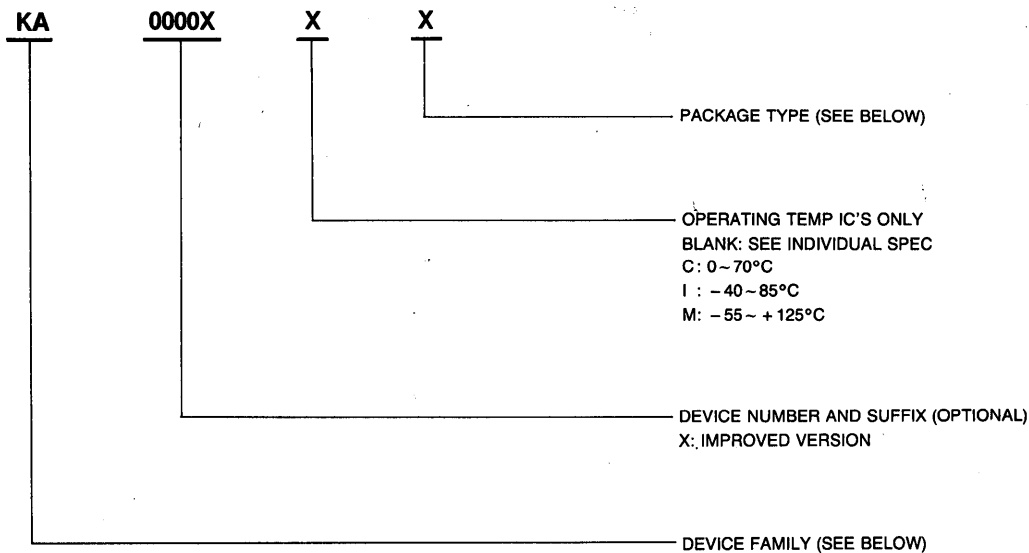 KA 0000X X X
PACKAGE TYPE (SEE BELOW)
OPERATING TEMP IC'S ONLY
BLANK: SEE INDIVIDUAL SPEC
C: 0~70°C
I : –40~85°C
M: –55~ +125°C
DEVICE NUMBER AND SUFFIX (OPTIONAL)
X: IMPROVED VERSION
DEVICE FAMILY (SEE BELOW)